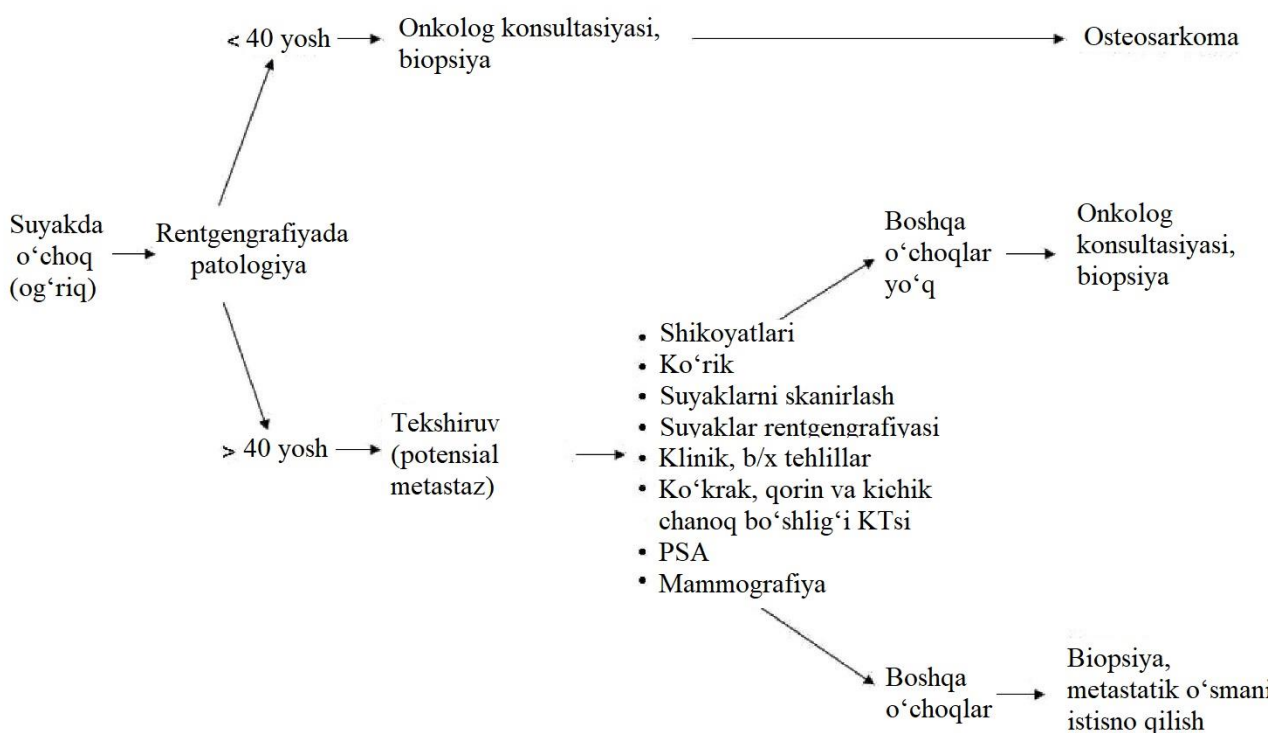 < 40 yosh
Onkolog konsultasiyasi,
biopsiya
Osteosarkoma
Suyakda
o‘choq
(og‘riq)
Rentgengrafiyada
patologiya
> 40 yosh
Tekshiruv
(potensial
metastaz)
• Shikoyatlari
• Ko‘rik
• Suyaklarni skanirlash
• Suyaklar rentgengrafiyasi
• Klinik, b/x tehlillar
• Ko‘krak, qorin va kichik
chanoq bo‘shlig‘i KTsi
• PSA
• Mammografiya
Boshqa
o‘choqlar
yo‘q
Onkolog
konsultasiyasi,
biopsiya
Boshqa
o‘choqlar
Biopsiya,
metastatik o‘smani
istisno qilish